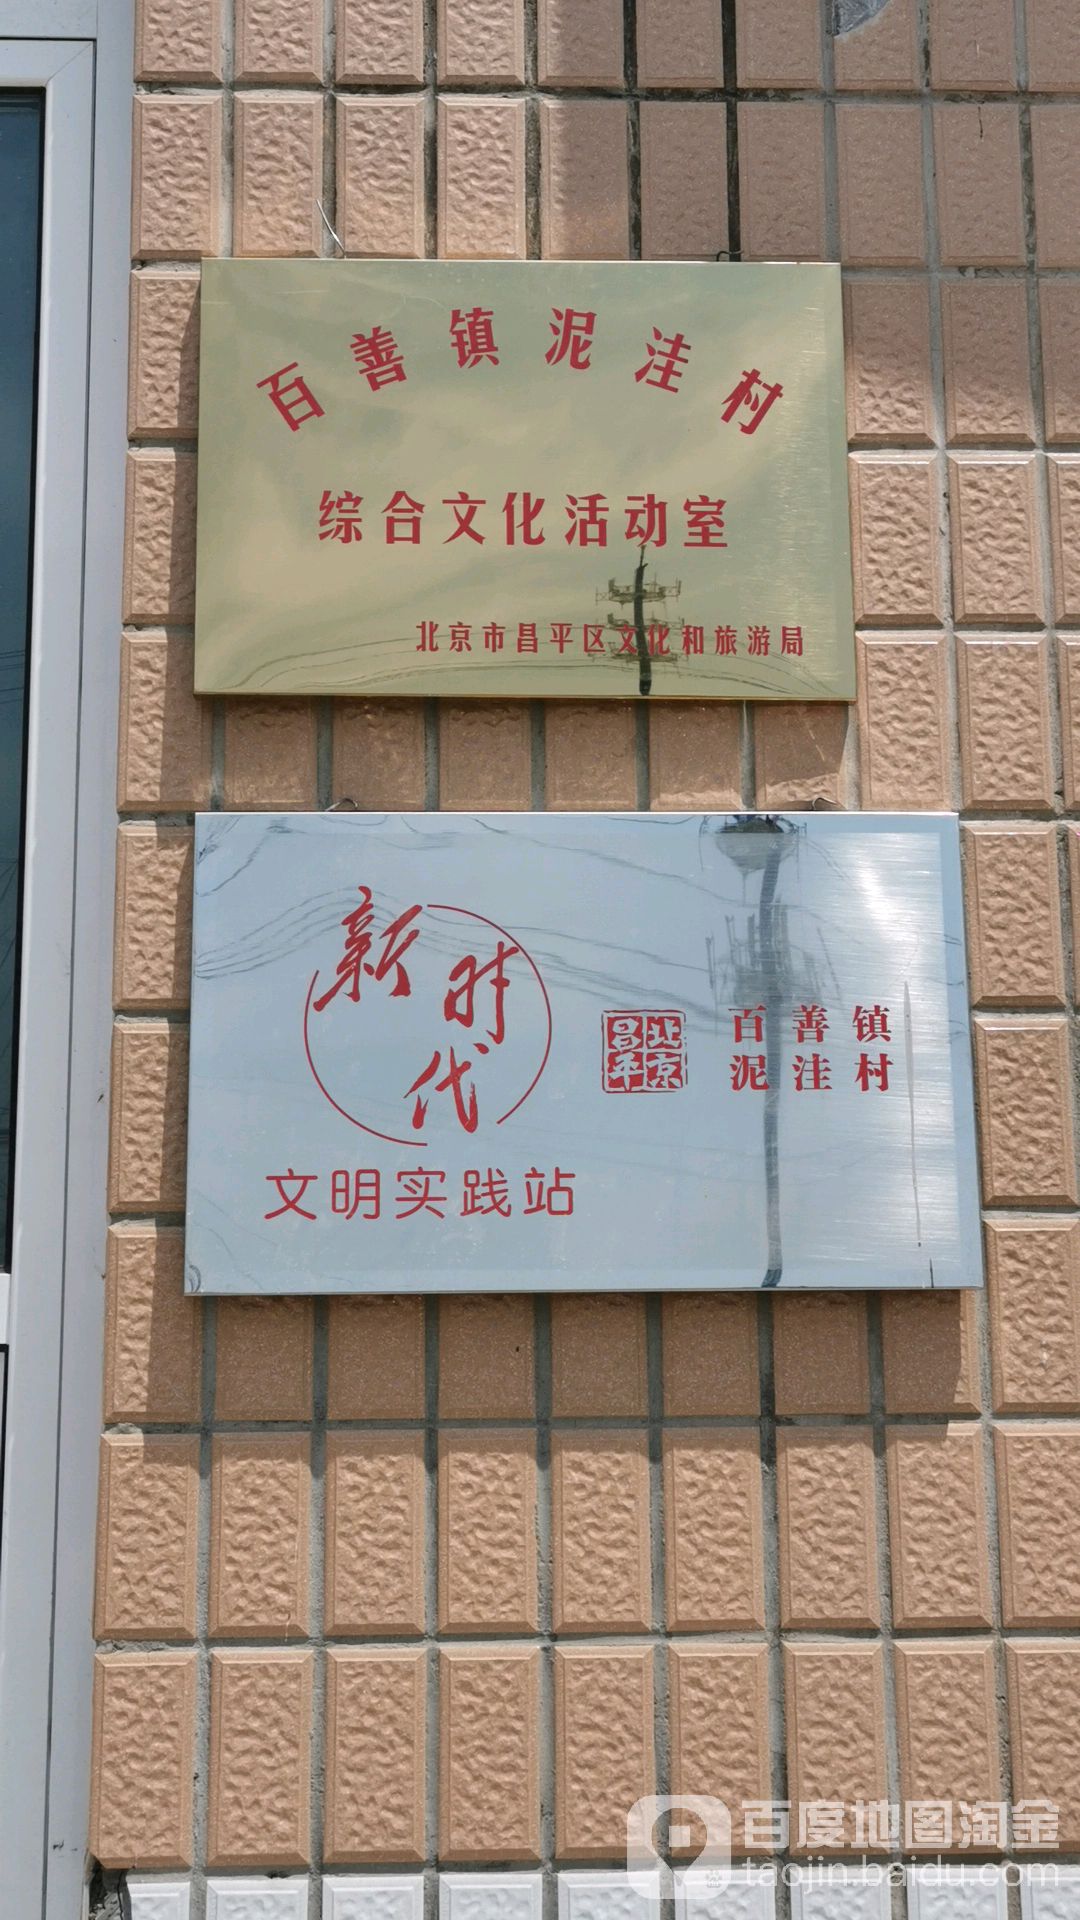 百善镇泥洼村
综合文化活动室
北京市昌平区文化和旅游局
新时代
文明实践站
北京
昌平
百善镇
泥洼村
百度地图淘金
taojin.baidu.com